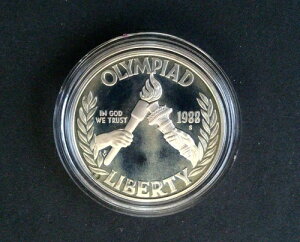 OLYMPIAD
IN GOD
WE TRUST
1988
S
LIBERTY